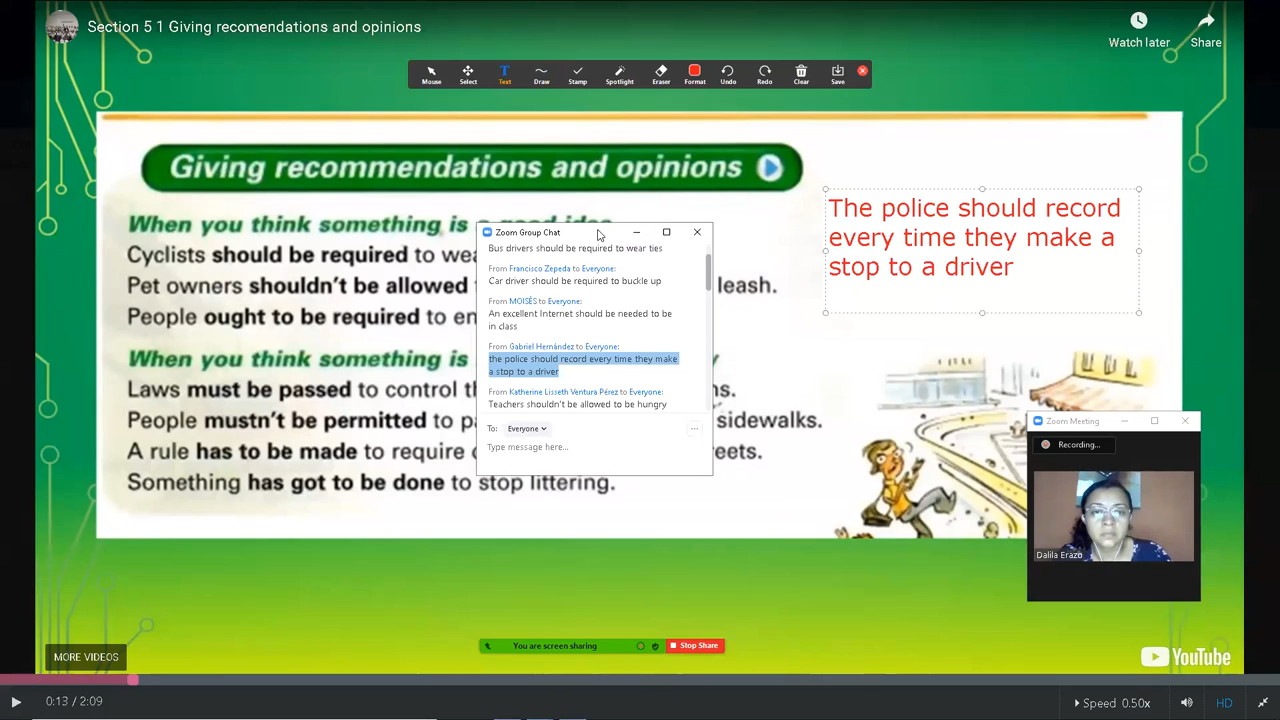 Section 5 1 Giving recomendations and opinions
Watch later
Share
Mouse
Select
Text
Draw
Stamp
Spotlight
Eraser
Format
Undo
Redo
Clear
Save
Giving recommendations and opinions
When you think something is a good idea
Cyclists should be required to
Pet owners shouldn't be allowed leash.
People ought to be required to
When you think something is
Laws must be passed to control
People mustn't be permitted to sidewalks.
A rule has to be made to require
Something has got to be done to stop littering.
Zoom Group Chat
Bus drivers should be required to wear ties
From Francisco Zepeda to Everyone:
Car driver should be required to buckle up
From MOISÉS to Everyone:
An excellent Internet should be needed to be
in class
From Gabriel Hernández to Everyone:
the police should record every time they make
a stop to a driver
From Katherine Lisseth Ventura Pérez to Everyone:
Teachers shouldn't be allowed to be hungry
To: Everyone
Type message here...
The police should record
every time they make a
stop to a driver
Zoom Meeting
Recording...
Dalila Erazo
You are screen sharing
Stop Share
MORE VIDEOS
YouTube
0:13 / 2:09
Speed 0.50x
HD